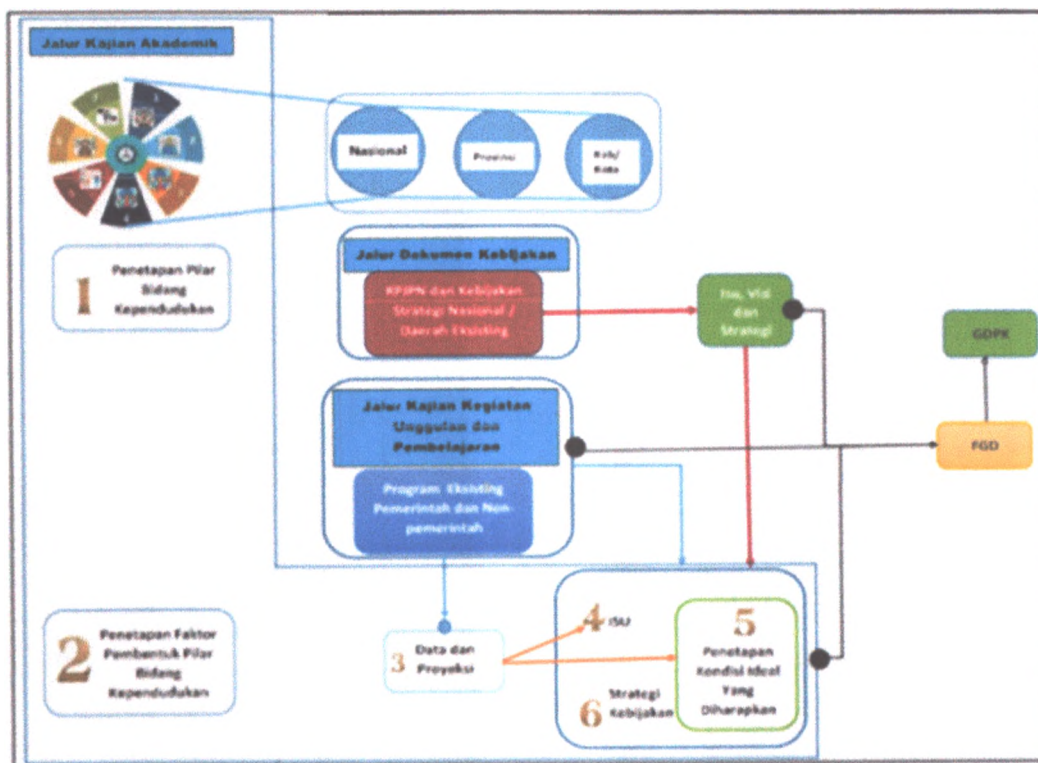 Jalur Kajian Akademik
Nasional
Provinsi
Kab/
Kota
1
Penetapan Pilar
Bidang
Kependudukan
Jalur Dokumen Kebijakan
RPJPN dan Kebijakan
Strategi Nasional /
Daerah Eksisting
Isu, Visi
dan
Strategi
GDPK
FGD
Jalur Kajian Kegiatan
Unggulan dan
Pembelajaran
Program Eksisting
Pemerintah dan Non-
pemerintah
2
Penetapan Faktor
Pembentuk Pilar
Bidang
Kependudukan
3
Data dan
Proyeksi
4
ISU
5
Penetapan
Kondisi Ideal
Yang
Diharapkan
6
Strategi
Kebijakan